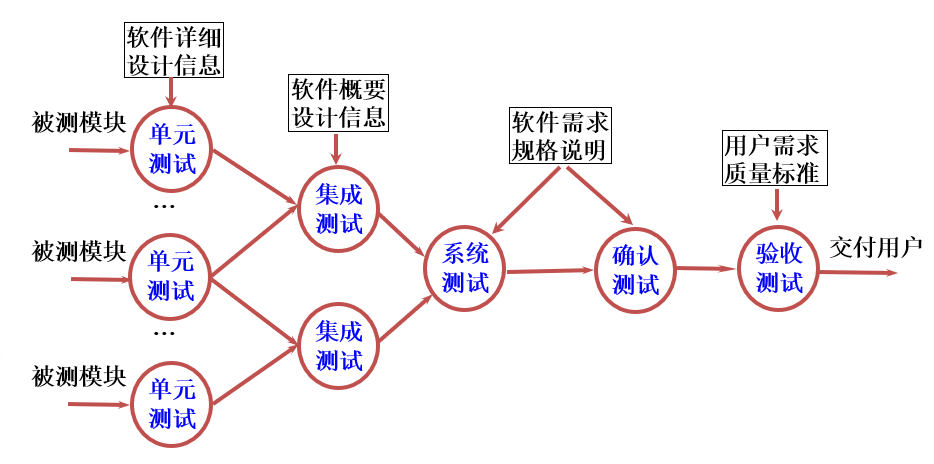 软件详细
设计信息
被测模块
单元
测试
...
被测模块
单元
测试
...
被测模块
单元
测试
软件概要
设计信息
集成
测试
集成
测试
软件需求
规格说明
系统
测试
确认
测试
用户需求
质量标准
验收
测试
交付用户